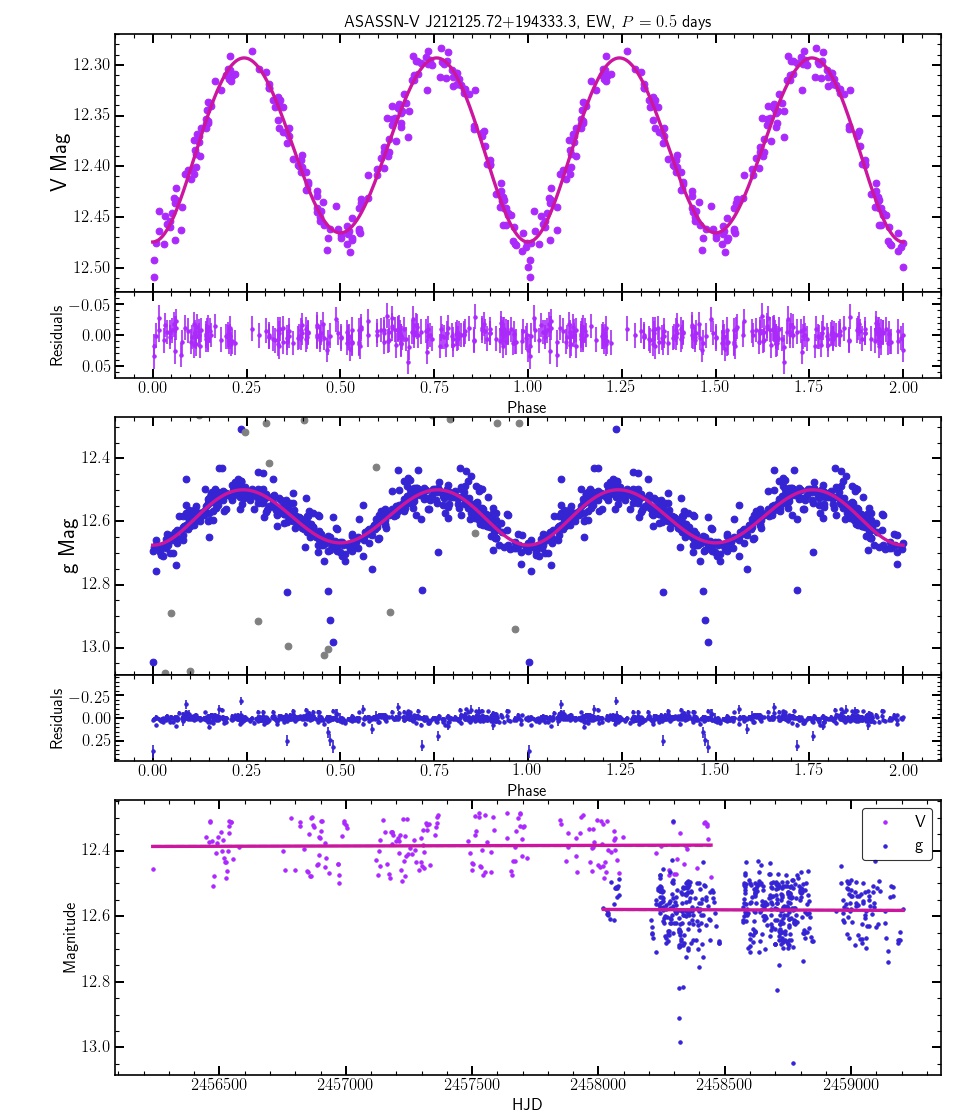 ASASSN-V J212125.72+194333.3, EW, P = 0.5 days
V Mag
12.30
12.35
12.40
12.45
12.50
Residuals
−0.05
0.00
0.05
0.00 0.25 0.50 0.75 1.00 1.25 1.50 1.75 2.00
Phase
g Mag
12.4
12.6
12.8
13.0
Residuals
−0.25
0.00
0.25
0.00 0.25 0.50 0.75 1.00 1.25 1.50 1.75 2.00
Phase
Magnitude
12.4
12.6
12.8
13.0
V
g
2456500 2457000 2457500 2458000 2458500 2459000
HJD